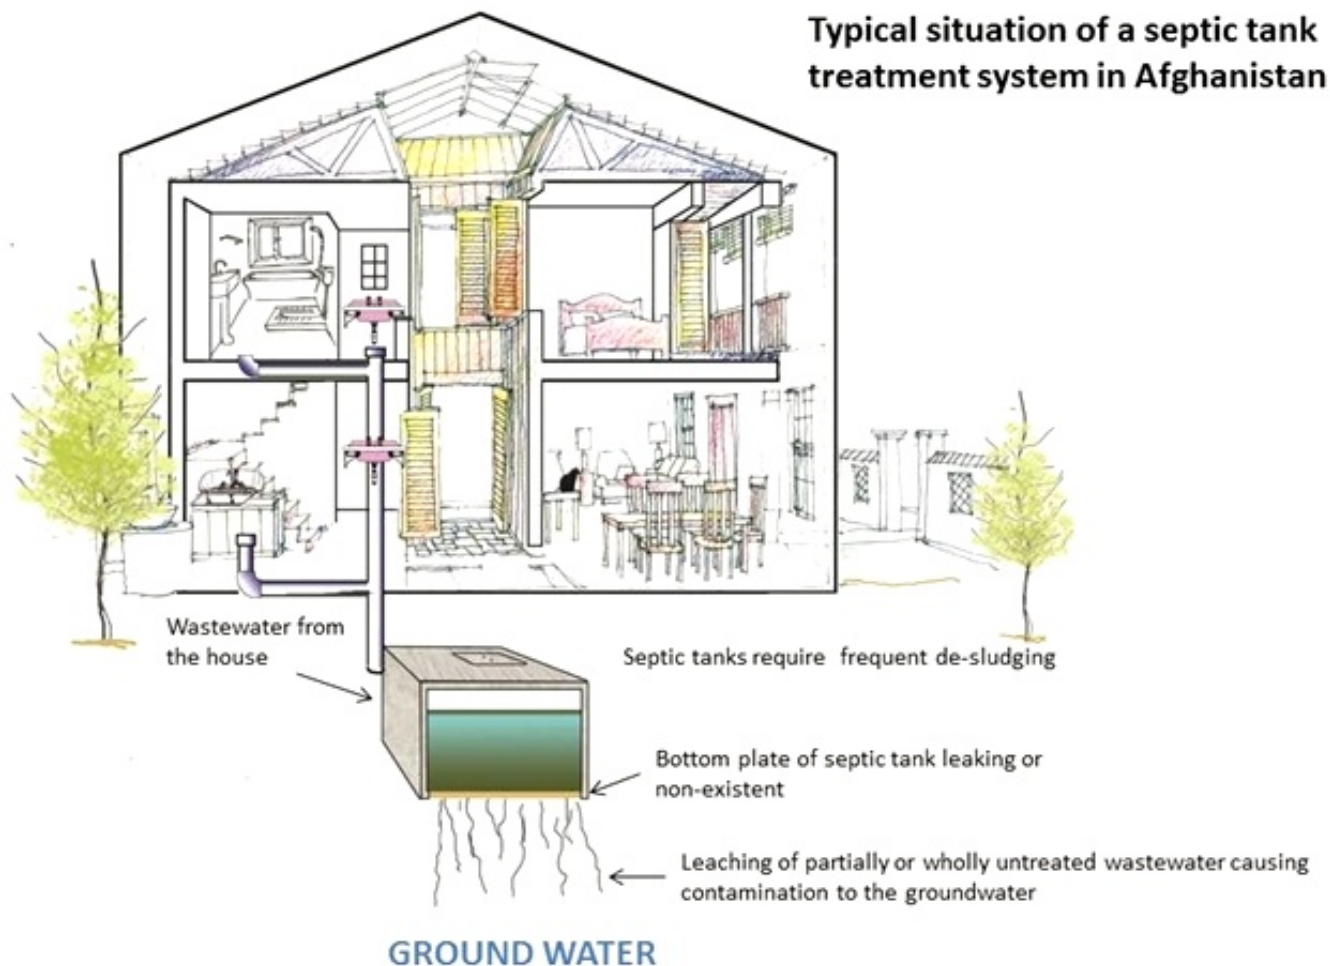 Typical situation of a septic tank
treatment system in Afghanistan
Wastewater from
the house
Septic tanks require frequent de-sludging
Bottom plate of septic tank leaking or
non-existent
Leaching of partially or wholly untreated wastewater causing
contamination to the groundwater
GROUND WATER